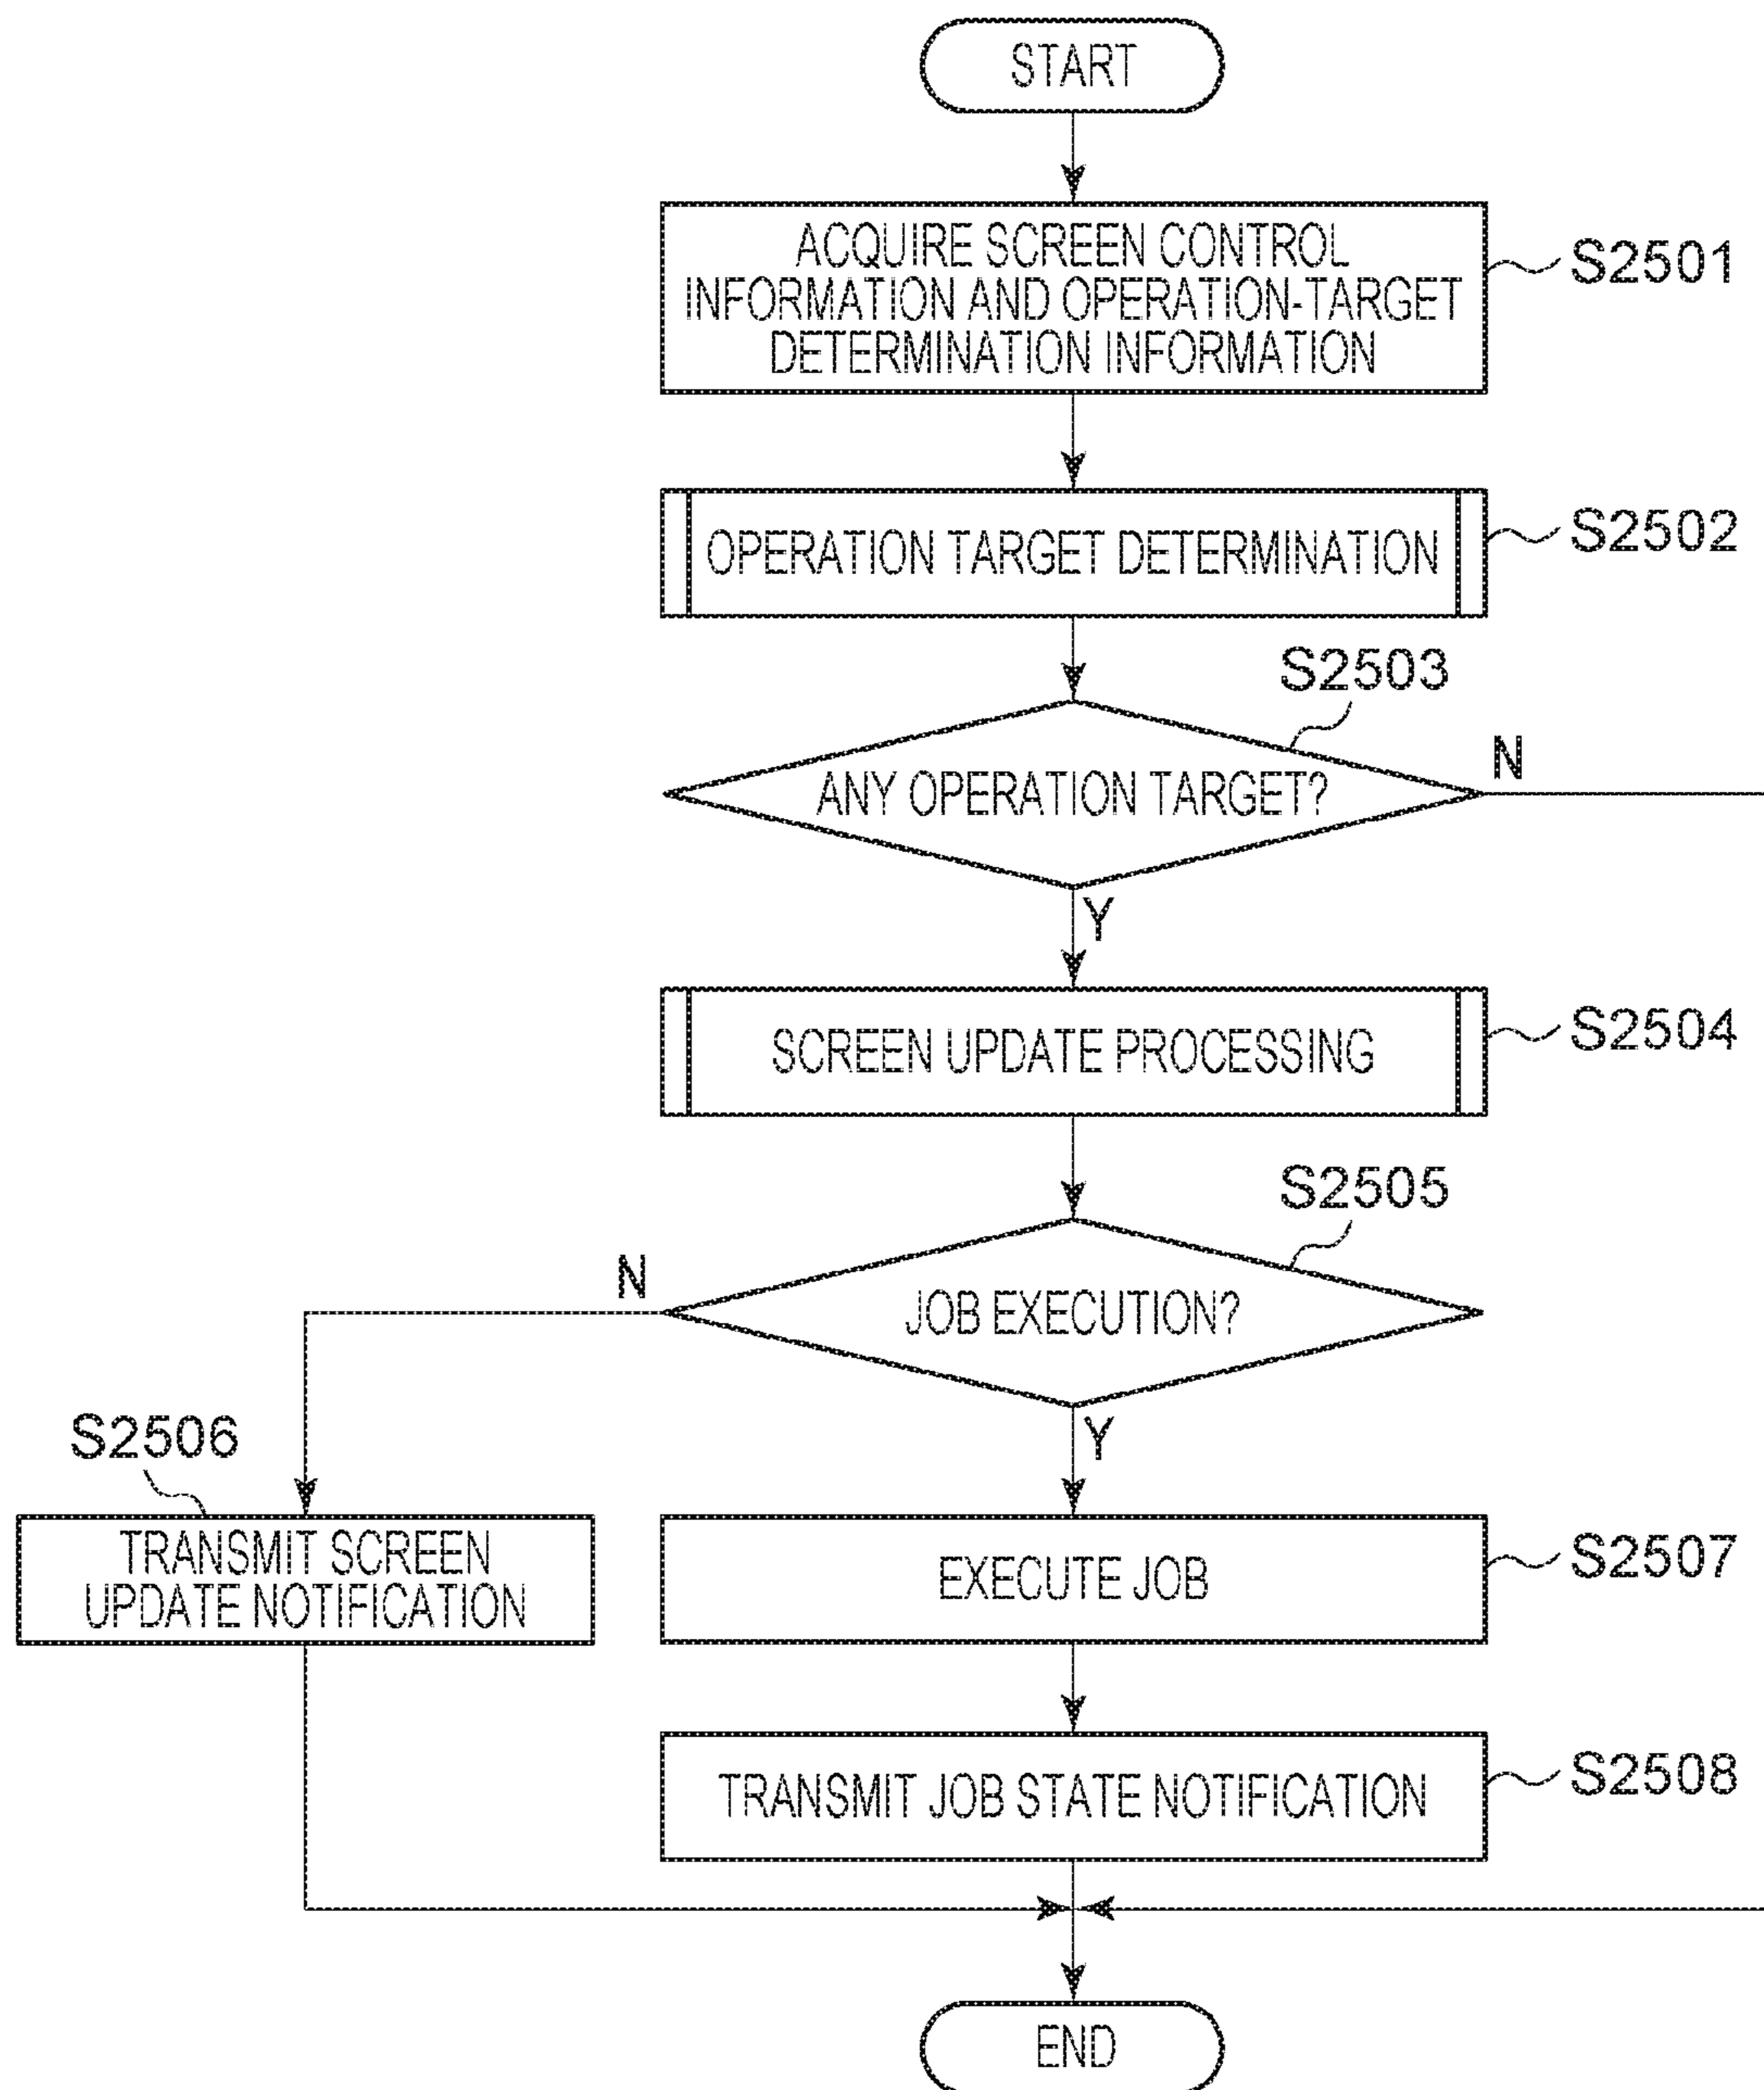 START
ACQUIRE SCREEN CONTROL
INFORMATION AND OPERATION-TARGET
DETERMINATION INFORMATION
S2501
OPERATION TARGET DETERMINATION
S2502
S2503
ANY OPERATION TARGET?
N
Y
SCREEN UPDATE PROCESSING
S2504
S2505
N
JOB EXECUTION?
Y
S2506
TRANSMIT SCREEN
UPDATE NOTIFICATION
EXECUTE JOB
S2507
TRANSMIT JOB STATE NOTIFICATION
S2508
END